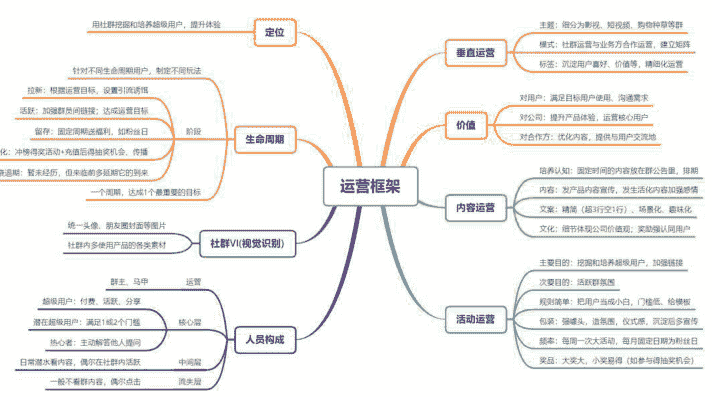 运营框架
定位
用社群挖掘和培养超级用户，提升体验
生命周期
针对不同生命周期用户，制定不同玩法
阶段
拉新：根据运营目标，设置引流诱饵
活跃：加强群员间链接；达成运营目标
留存：固定周期送福利，如粉丝日
化：冲榜得奖活动+充值后得抽奖机会、传播
退期：暂未经历，但来临前多延期它的到来
一个周期，达成1个最重要的目标
社群VI(视觉识别)
统一头像、朋友圈封面等图片
社群内多使用产品的各类素材
人员构成
运营
群主、马甲
核心层
超级用户：付费、活跃、分享
潜在超级用户：满足1或2个门槛
热心者：主动解答他人提问
中间层
日常潜水看内容，偶尔在社群内活跃
流失层
一般不看群内容，偶尔点击
垂直运营
主题：细分为影视、短视频、购物种草等群
模式：社群运营与业务方合作运营，建立矩阵
标签：沉淀用户喜好、价值等，精细化运营
价值
对用户：满足目标用户使用、沟通需求
对公司：提升产品体验，运营核心用户
对合作方：优化内容，提供与用户交流地
内容运营
培养认知：固定时间的内容放在群公告里，排期
内容：发产品内容宣传，发生活化内容加强感情
文案：精简（超3行空1行），场景化、趣味化
文化：细节体现公司价值观；奖励强认同用户
活动运营
主要目的：挖掘和培养超级用户，加强链接
次要目的：活跃群氛围
规则简单：把用户当成小白，门槛低、给模板
包装：强噱头，造氛围，仪式感，沉淀后多宣传
频率：每周一次大活动，每月固定日期为粉丝日
奖品：大奖大，小奖易得（如参与得抽奖机会）